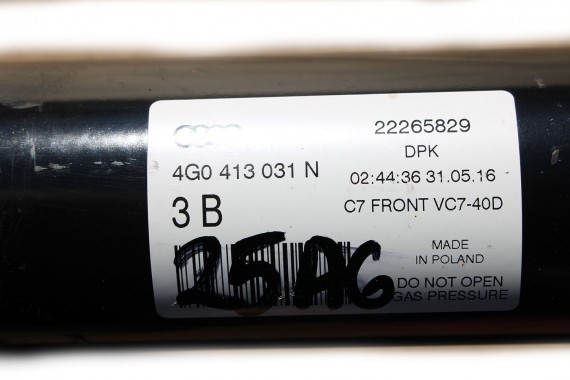 22265829
DPK
4G0 413 031 N
02:44:36 31.05.16
3 B
C7 FRONT VC7-40D
25A6
MADE
IN POLAND
DO NOT OPEN
GAS PRESSURE